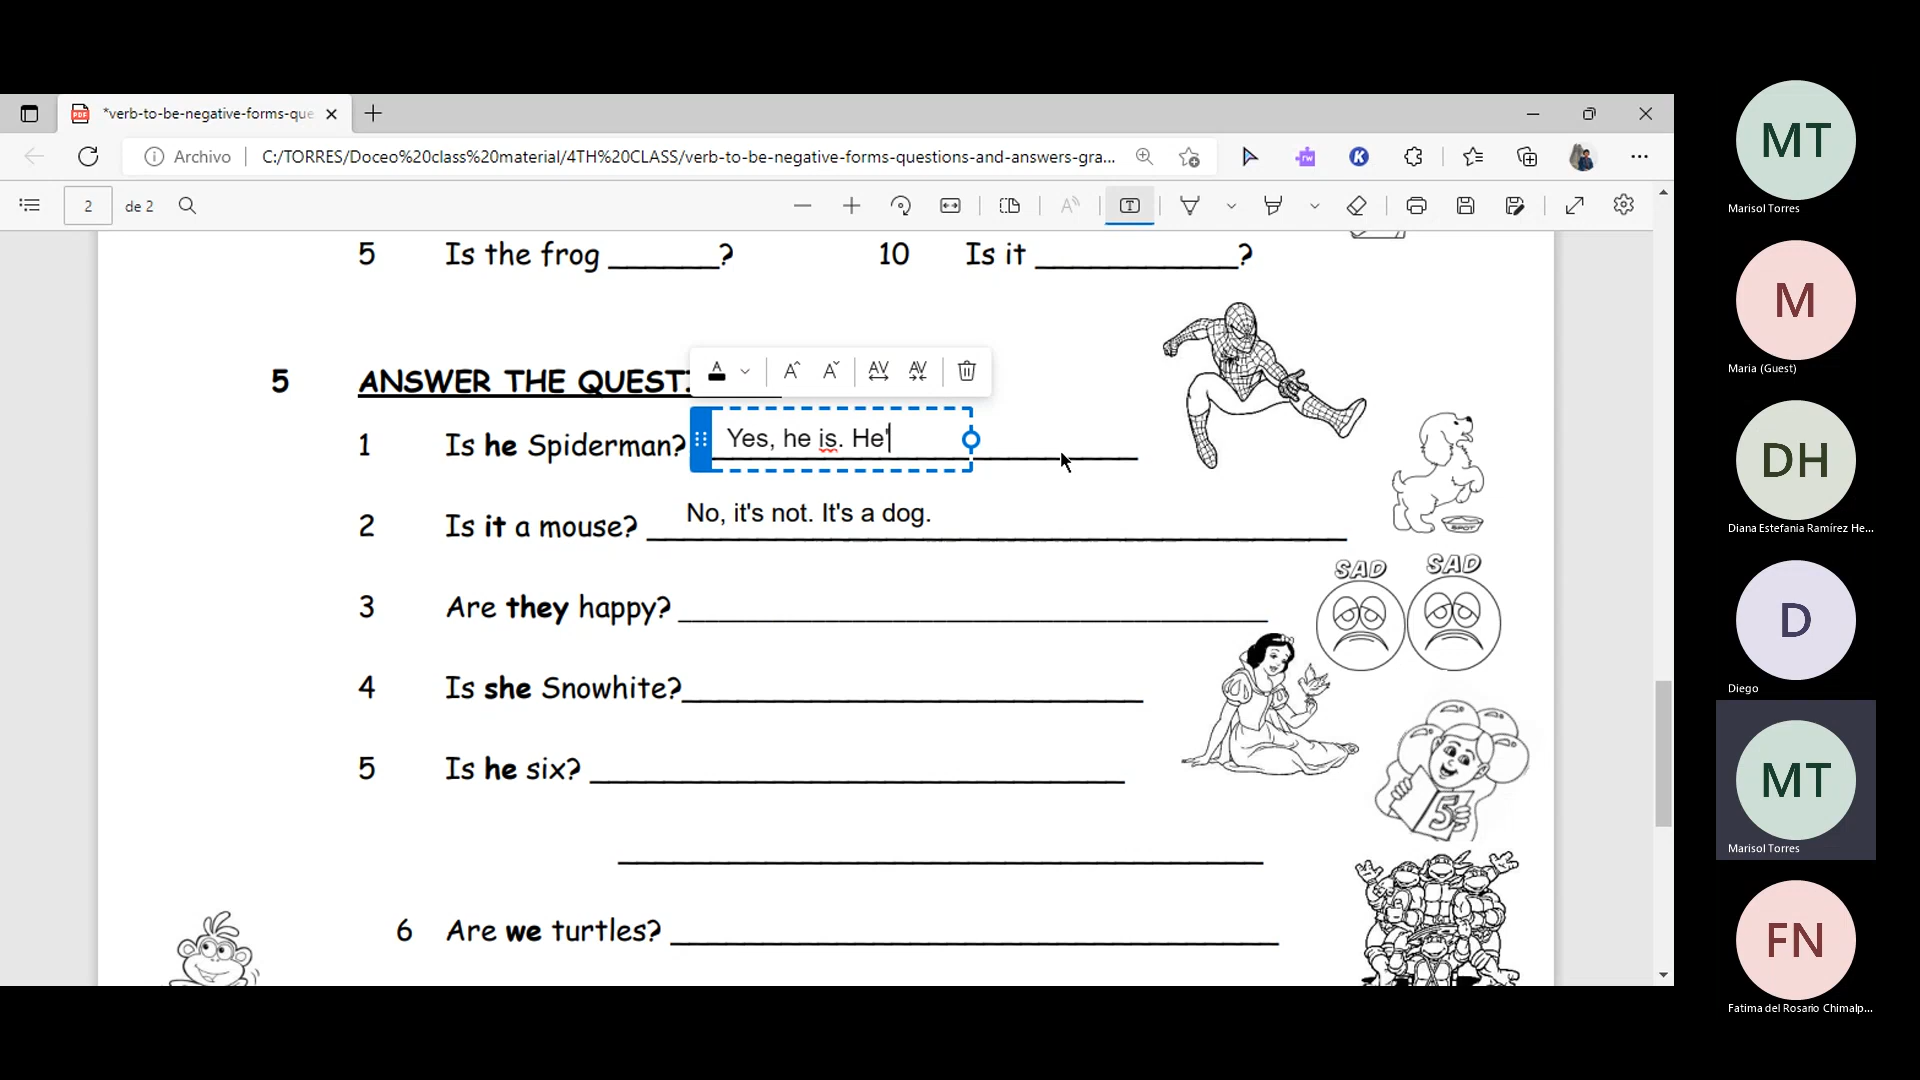 *verb-to-be-negative-forms-que
Archivo
C:/TORRES/Doceo%20class%20material/4TH%20CLASS/verb-to-be-negative-forms-questions-and-answers-gra...
2 de 2
5 Is the frog ______? 10 Is it ___________?
5 ANSWER THE QUESTI
1 Is he Spiderman? Yes, he is. He'
2 Is it a mouse? No, it's not. It's a dog.
SPOT
3 Are they happy?
SAD SAD
4 Is she Snowhite?
5 Is he six?
5
6 Are we turtles?
MT
Marisol Torres
M
Maria (Guest)
DH
Diana Estefania Ramírez He...
D
Diego
MT
Marisol Torres
FN
Fatima del Rosario Chimalp...